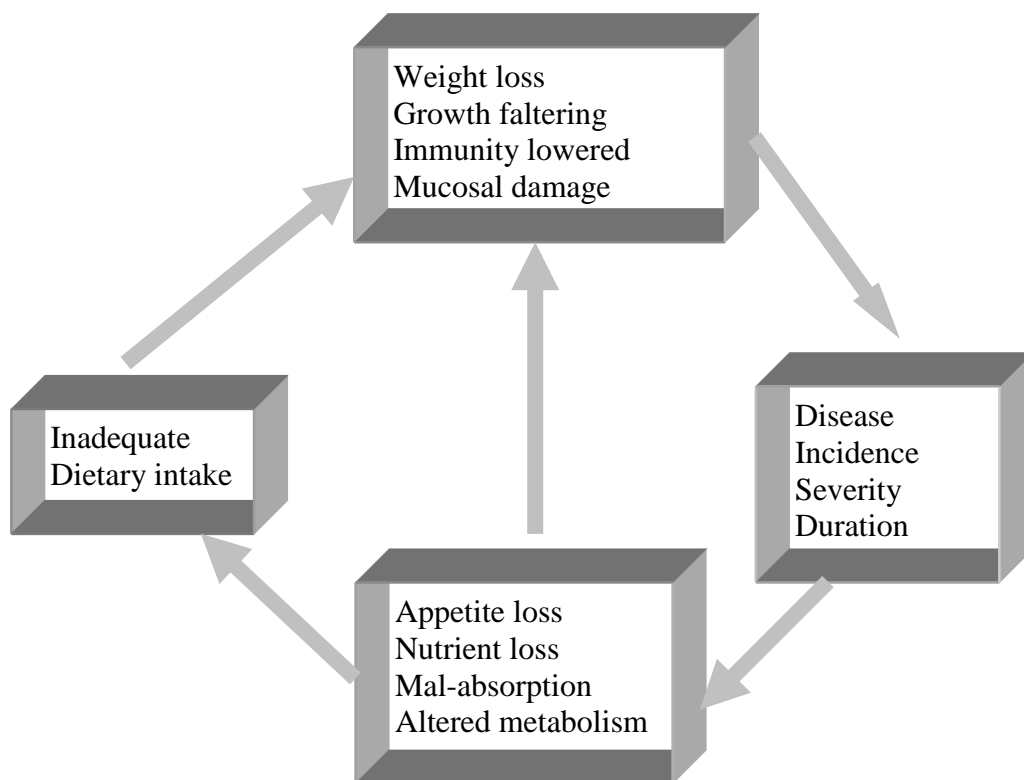 Weight loss
Growth faltering
Immunity lowered
Mucosal damage
Inadequate
Dietary intake
Disease
Incidence
Severity
Duration
Appetite loss
Nutrient loss
Mal-absorption
Altered metabolism